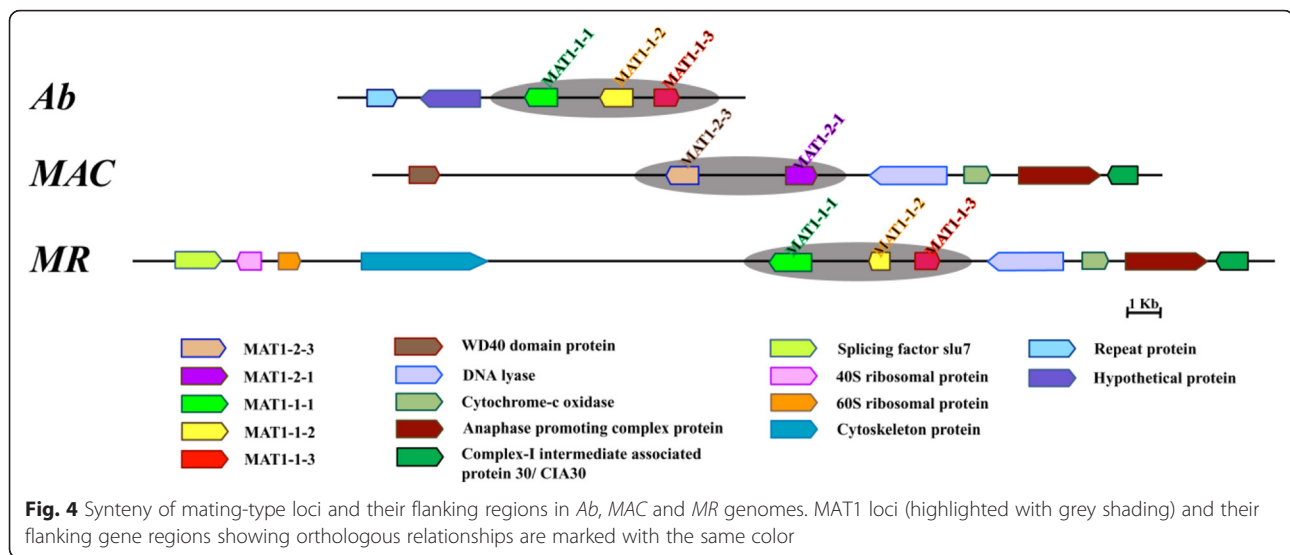 MAT1-1-1
MAT1-1-2
MAT1-1-3
Ab
MAT1-2-3
MAT1-2-1
MAC
MAT1-1-1
MAT1-1-2
MAT1-1-3
MR
1 Kb
MAT1-2-3
MAT1-2-1
MAT1-1-1
MAT1-1-2
MAT1-1-3
WD40 domain protein
DNA lyase
Cytochrome-c oxidase
Anaphase promoting complex protein
Complex-I intermediate associated
protein 30/ CIA30
Splicing factor slu7
40S ribosomal protein
60S ribosomal protein
Cytoskeleton protein
Repeat protein
Hypothetical protein
Fig. 4 Synteny of mating-type loci and their flanking regions in Ab, MAC and MR genomes. MAT1 loci (highlighted with grey shading) and their
flanking gene regions showing orthologous relationships are marked with the same color